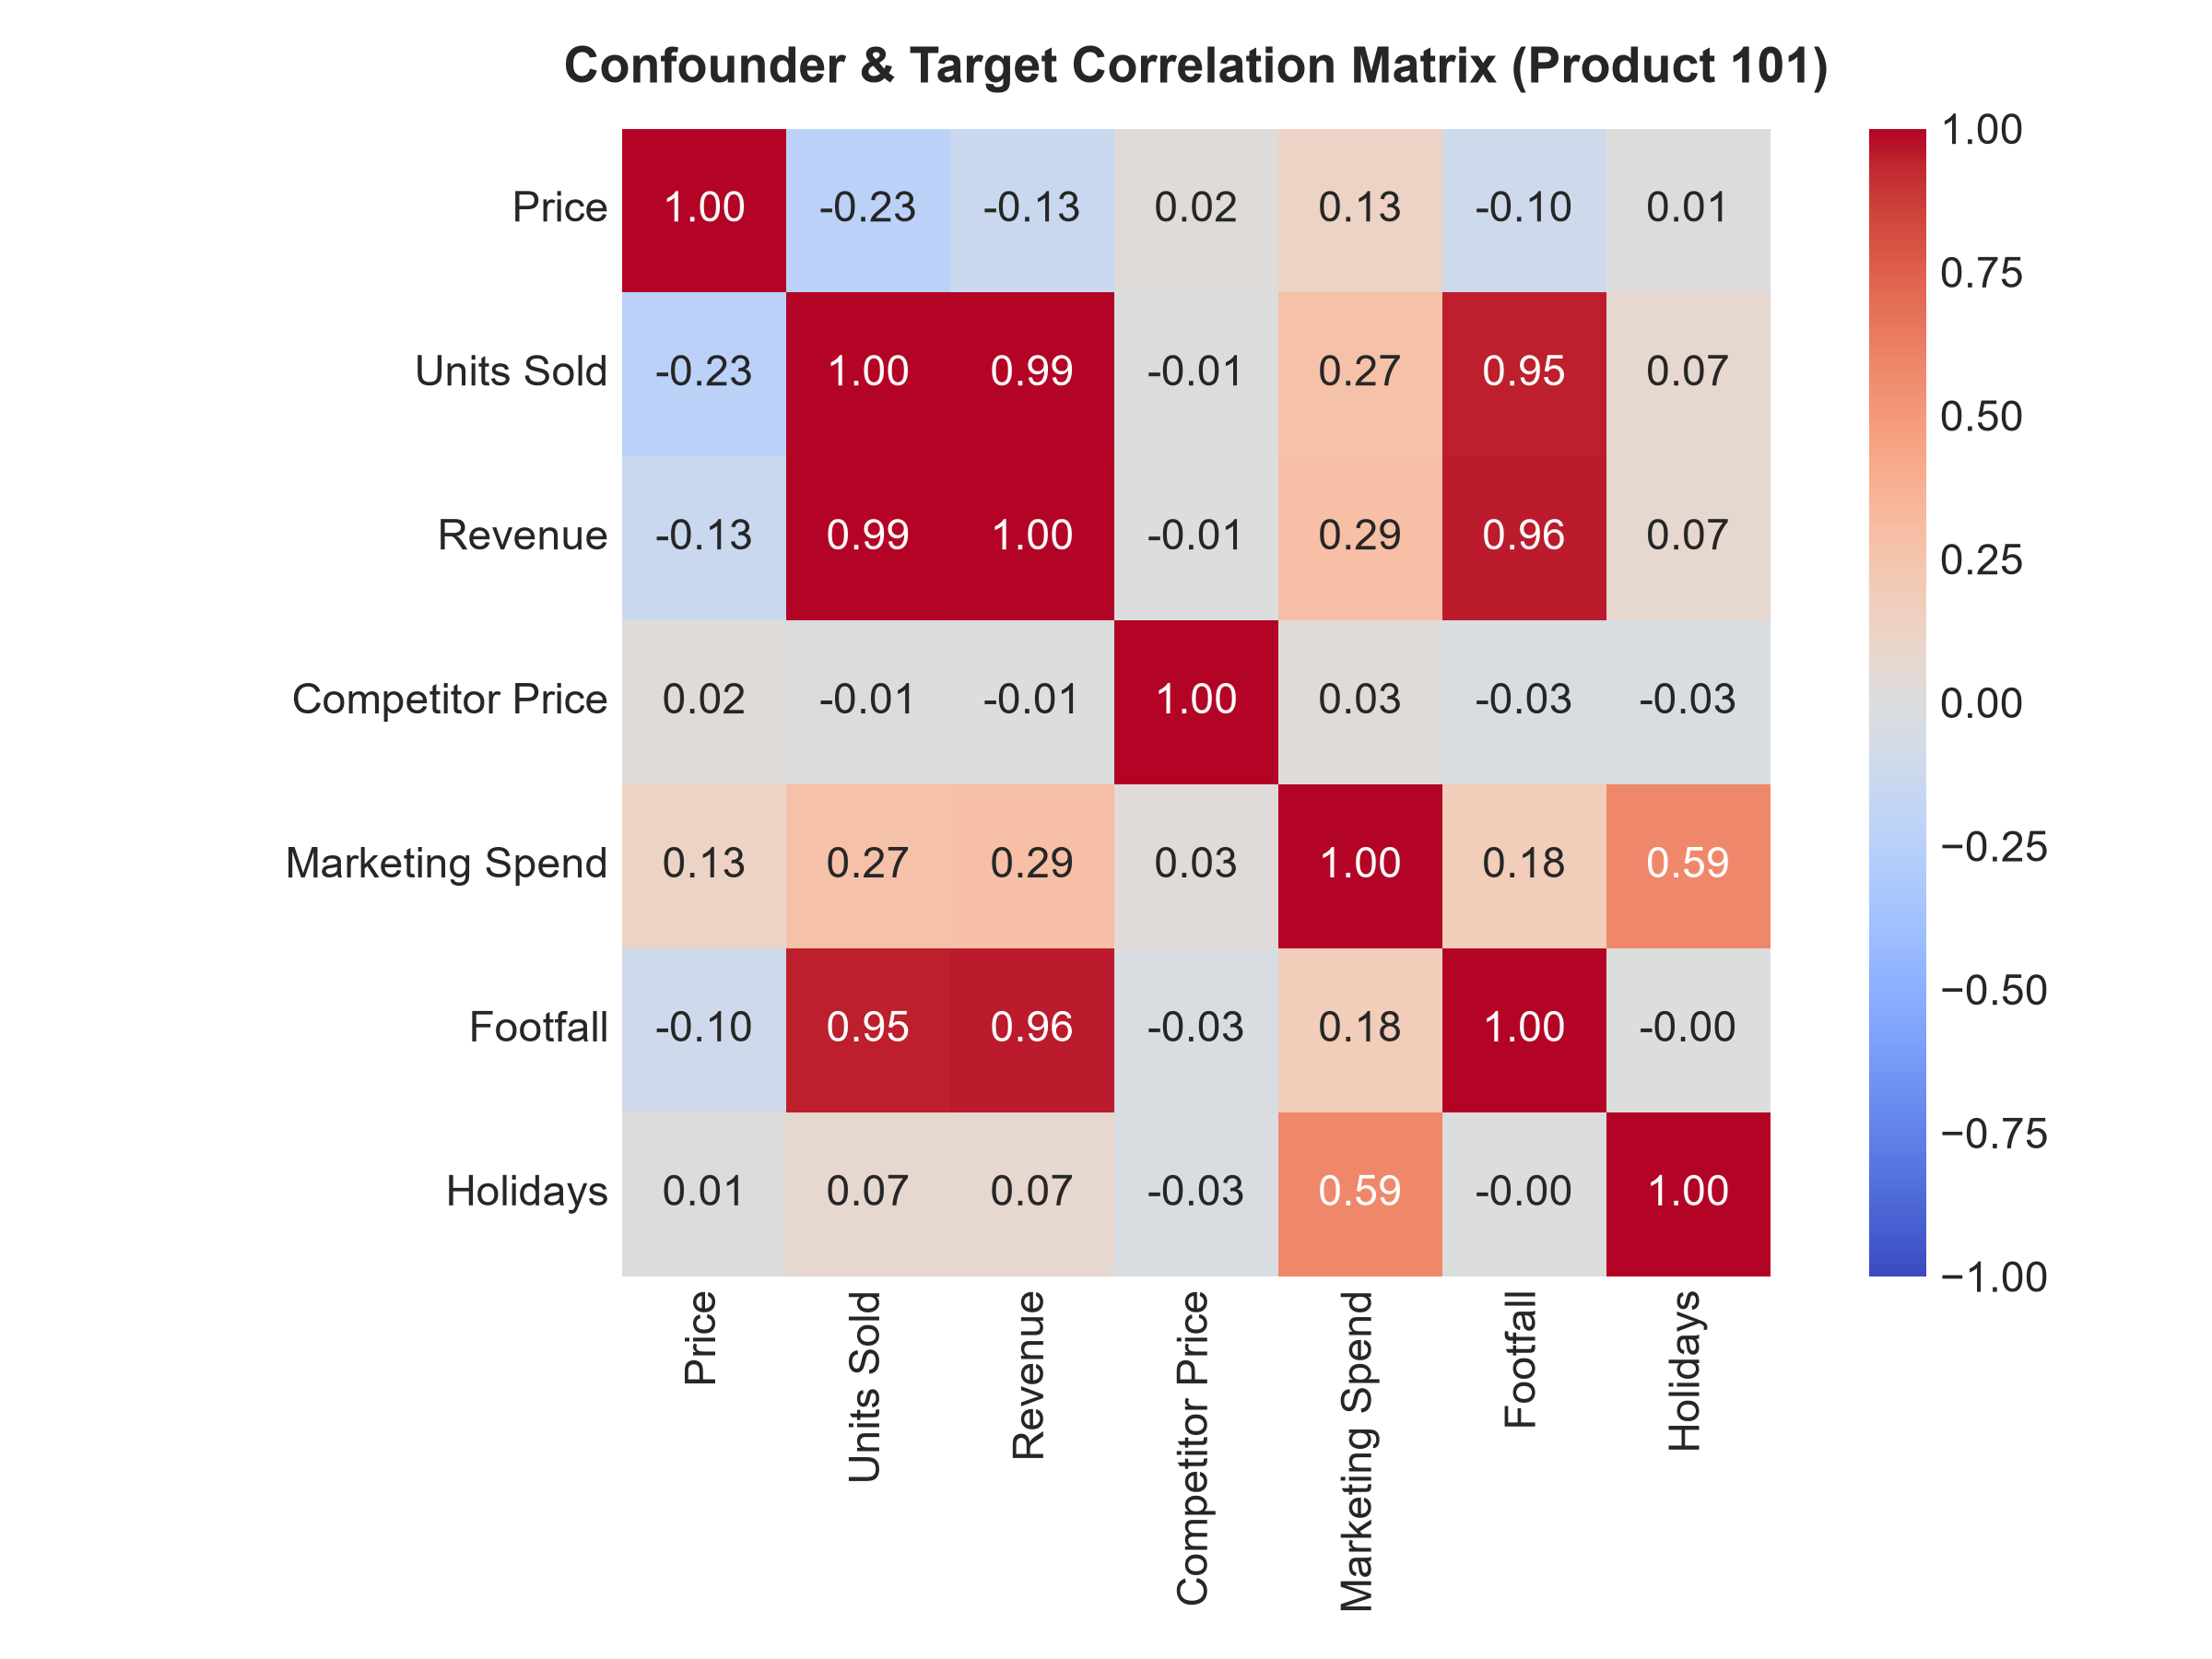 Confounder & Target Correlation Matrix (Product 101)
Price 1.00 -0.23 -0.13 0.02 0.13 -0.10 0.01
Units Sold -0.23 1.00 0.99 -0.01 0.27 0.95 0.07
Revenue -0.13 0.99 1.00 -0.01 0.29 0.96 0.07
Competitor Price 0.02 -0.01 -0.01 1.00 0.03 -0.03 -0.03
Marketing Spend 0.13 0.27 0.29 0.03 1.00 0.18 0.59
Footfall -0.10 0.95 0.96 -0.03 0.18 1.00 -0.00
Holidays 0.01 0.07 0.07 -0.03 0.59 -0.00 1.00
Price
Units Sold
Revenue
Competitor Price
Marketing Spend
Footfall
Holidays
1.00
0.75
0.50
0.25
0.00
−0.25
−0.50
−0.75
−1.00